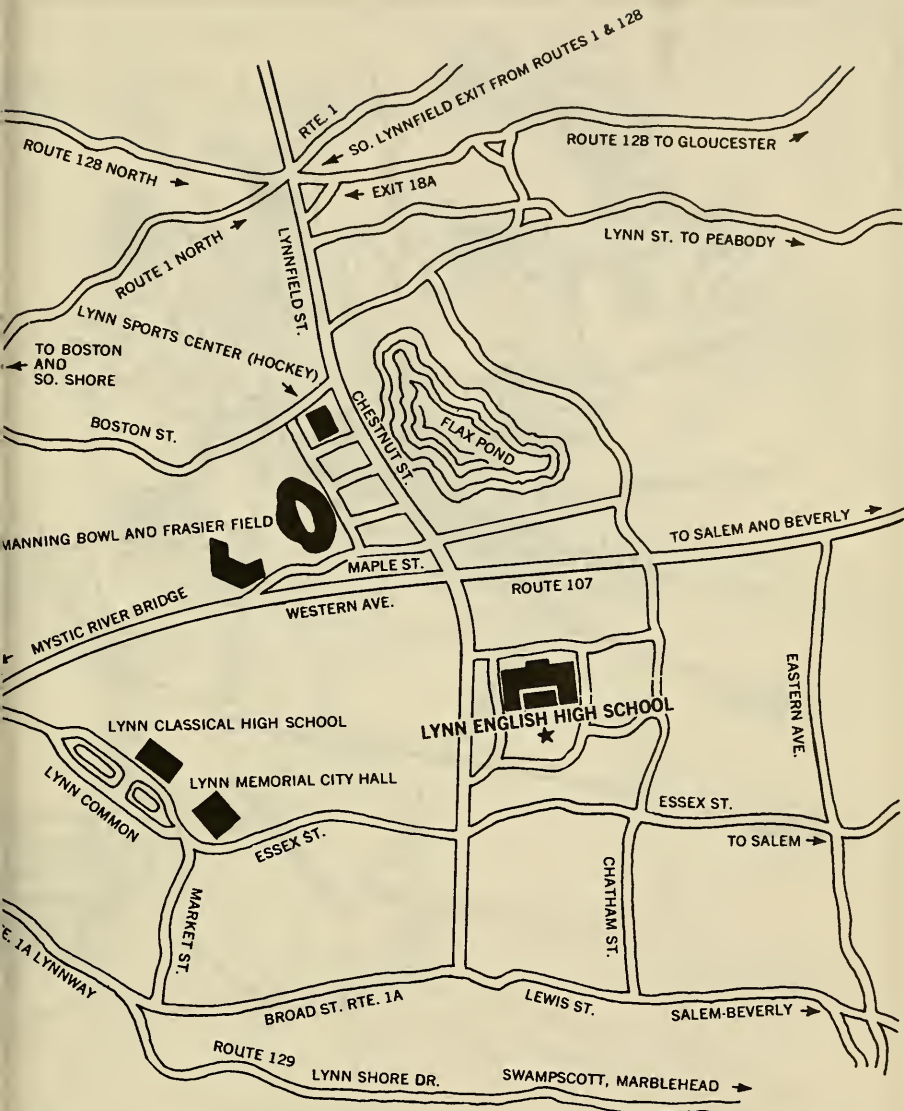 RTE. 1
SO. LYNNFIELD EXIT FROM ROUTES 1 & 128
ROUTE 128 NORTH
ROUTE 128 TO GLOUCESTER
EXIT 18A
ROUTE 1 NORTH
LYNNFIELD ST.
LYNN ST. TO PEABODY
LYNN SPORTS CENTER (HOCKEY)
TO BOSTON
AND
SO. SHORE
BOSTON ST.
CHESTNUT ST.
FLAX POND
MANNING BOWL AND FRASIER FIELD
TO SALEM AND BEVERLY
MAPLE ST.
ROUTE 107
MYSTIC RIVER BRIDGE
WESTERN AVE.
EASTERN AVE.
LYNN ENGLISH HIGH SCHOOL
LYNN CLASSICAL HIGH SCHOOL
LYNN MEMORIAL CITY HALL
LYNN COMMON
ESSEX ST.
ESSEX ST.
TO SALEM
CHATHAM ST.
MARKET ST.
TE. 1A LYNNWAY
BROAD ST. RTE. 1A
LEWIS ST.
SALEM-BEVERLY
ROUTE 129
LYNN SHORE DR.
SWAMPSCOTT, MARBLEHEAD